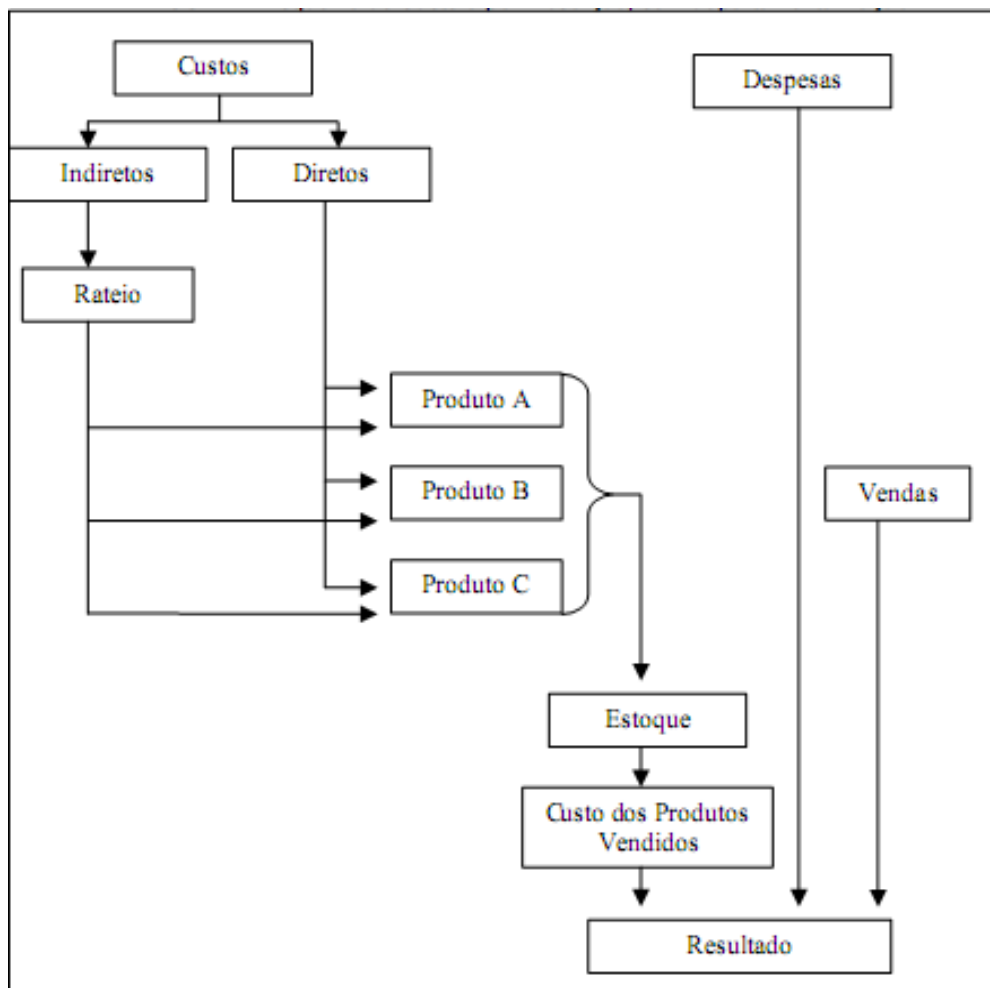 Custos
Despesas
Indiretos
Diretos
Rateio
Produto A
Produto B
Vendas
Produto C
Estoque
Custo dos Produtos
Vendidos
Resultado